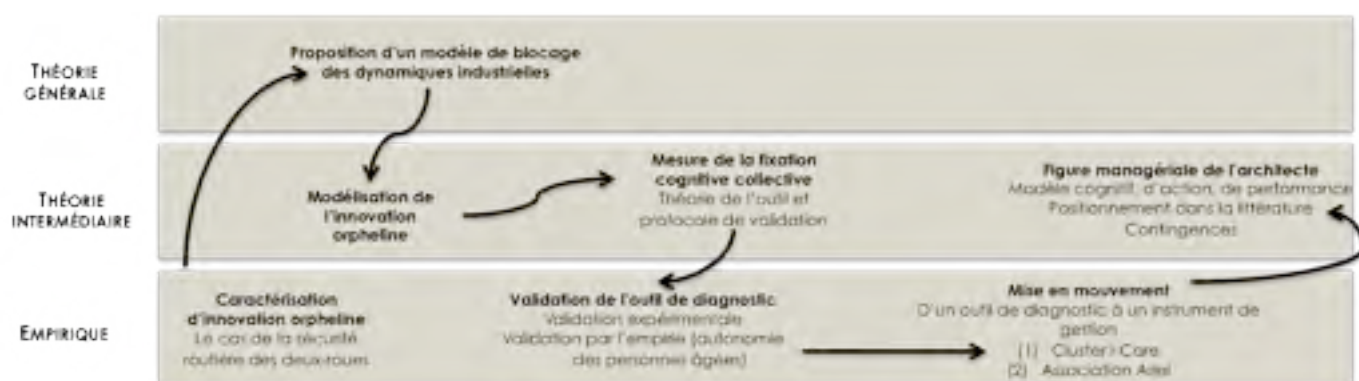 THÉORIE
GÉNÉRALE
Proposition d'un modèle de blocage
des dynamiques industrielles
THÉORIE
INTERMÉDIAIRE
Modélisation de
l'innovation
orpheline
Mesure de la fixation
cognitive collective
Théorie de l'outil et
protocole de validation
Figure managériale de l'architecte
Modèle cognitif, d'action, de performance
Positionnement dans la littérature
Contingences
EMPIRIQUE
Caractérisation
d'innovation orpheline
Le cas de la sécurité
routière des deux-roues
Validation de l'outil de diagnostic
Validation expérimentale
Validation par l'emploi (autonomie
des personnes âgées)
Mise en mouvement
D'un outil de diagnostic à un instrument de
gestion
(1) Cluster I-Care
(2) Association